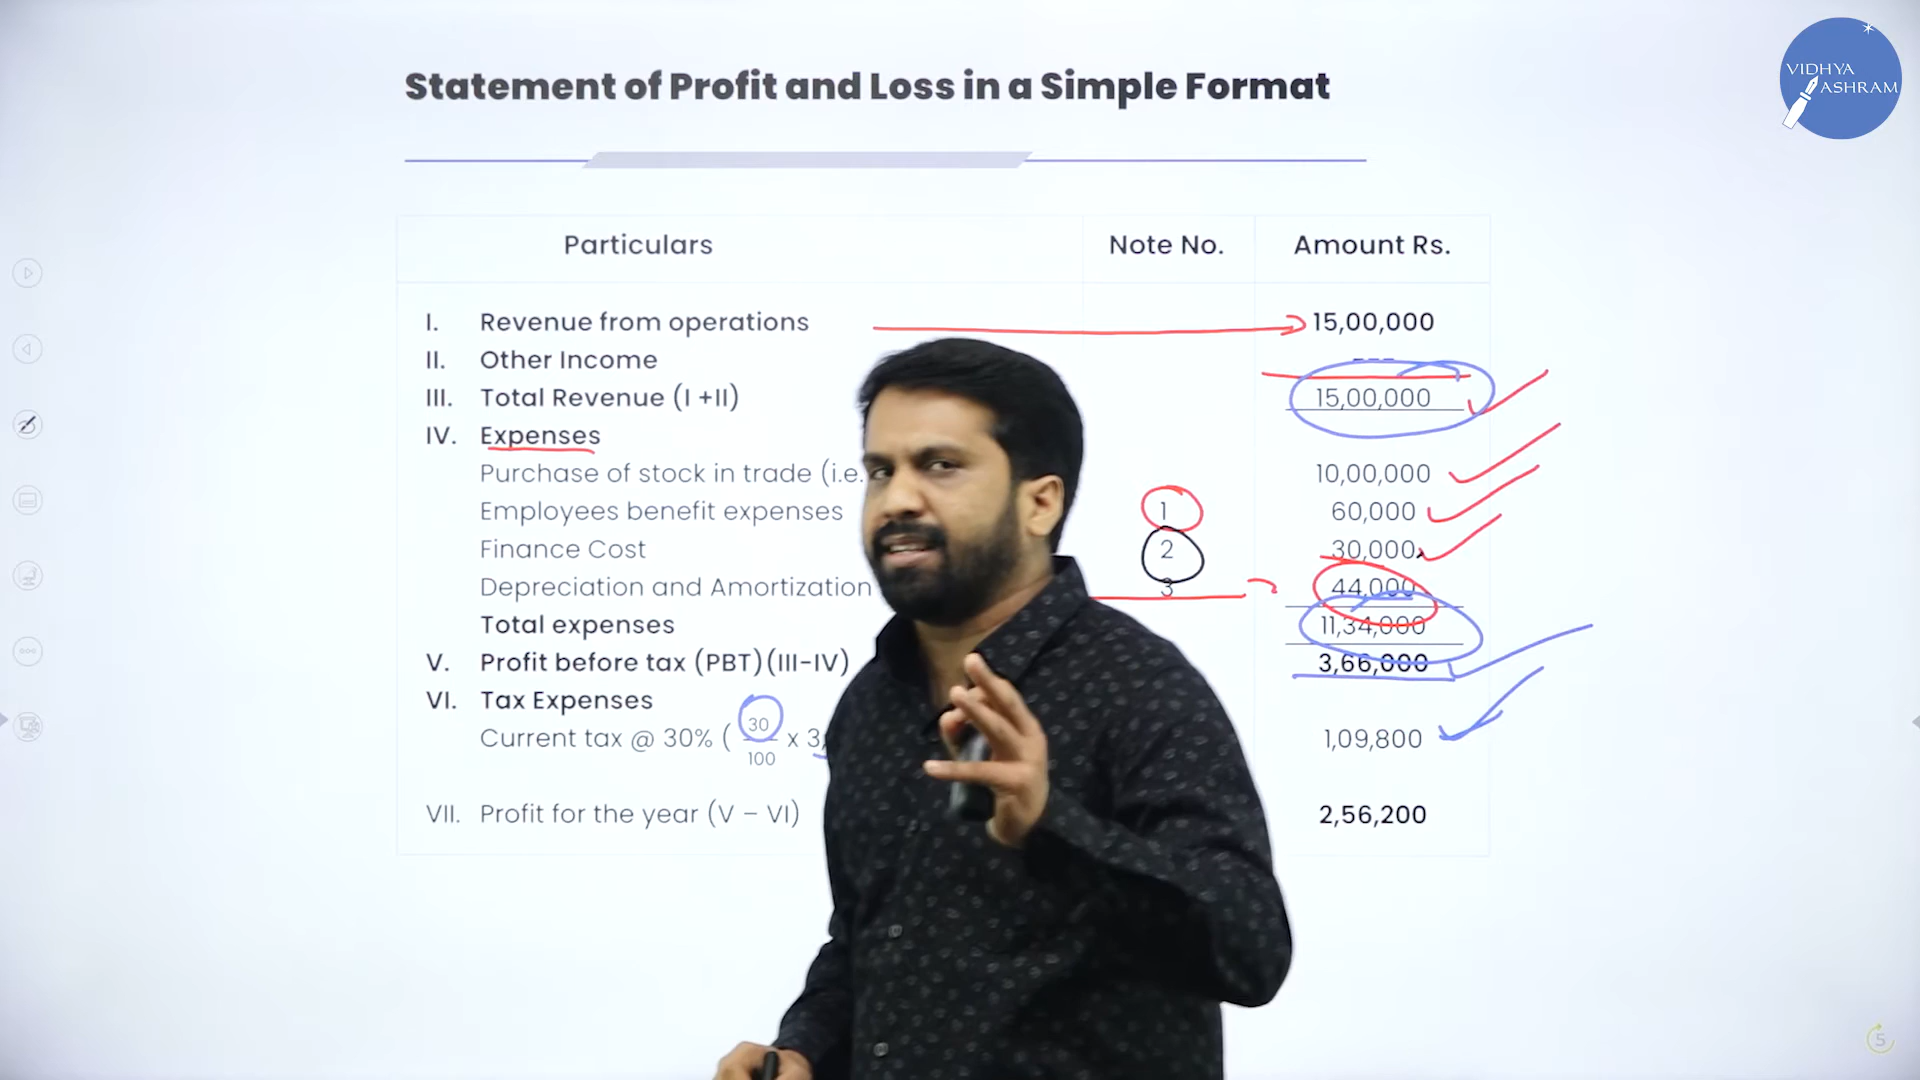 VIDHYA
ASHRAM
Statement of Profit and Loss in a Simple Format
Particulars Note No. Amount Rs.
I. Revenue from operations 15,00,000
II. Other Income ---
III. Total Revenue (I +II) 15,00,000
IV. Expenses
Purchase of stock in trade (i.e. 10,00,000
Employees benefit expenses 1 60,000
Finance Cost 2 30,000
Depreciation and Amortization 3 44,000
Total expenses 11,34,000
V. Profit before tax (PBT)(III-IV) 3,66,000
VI. Tax Expenses
Current tax @ 30% ( 30/100 x 3, 1,09,800
VII. Profit for the year (V – VI) 2,56,200
5